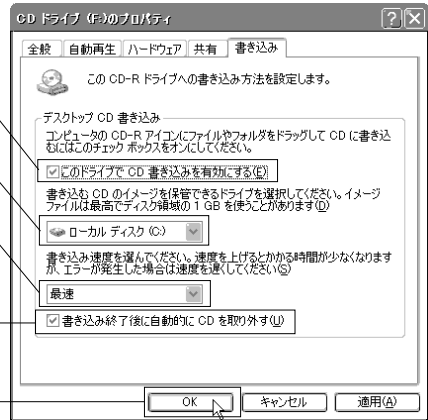 CD ドライブ (F:)のプロパティ
全般 自動再生 ハードウェア 共有 書き込み
この CD-R ドライブへの書き込み方法を設定します。
デスクトップ CD 書き込み
コンピュータの CD-R アイコンにファイルやフォルダをドラッグして CD に書き込
むにはこのチェック ボックスをオンにしてください。
このドライブで CD 書き込みを有効にする(E)
書き込む CD のイメージを保管できるドライブを選択してください。イメージ
ファイルは最高でディスク領域の 1 GB を使うことがあります(D)
ローカル ディスク (C:)
書き込み速度を選んでください。速度を上げるとかかる時間が少なくなります
が、エラーが発生した場合は速度を遅くしてください(S)
最速
書き込み終了後に自動的に CD を取り外す(U)
OK キャンセル 適用(A)